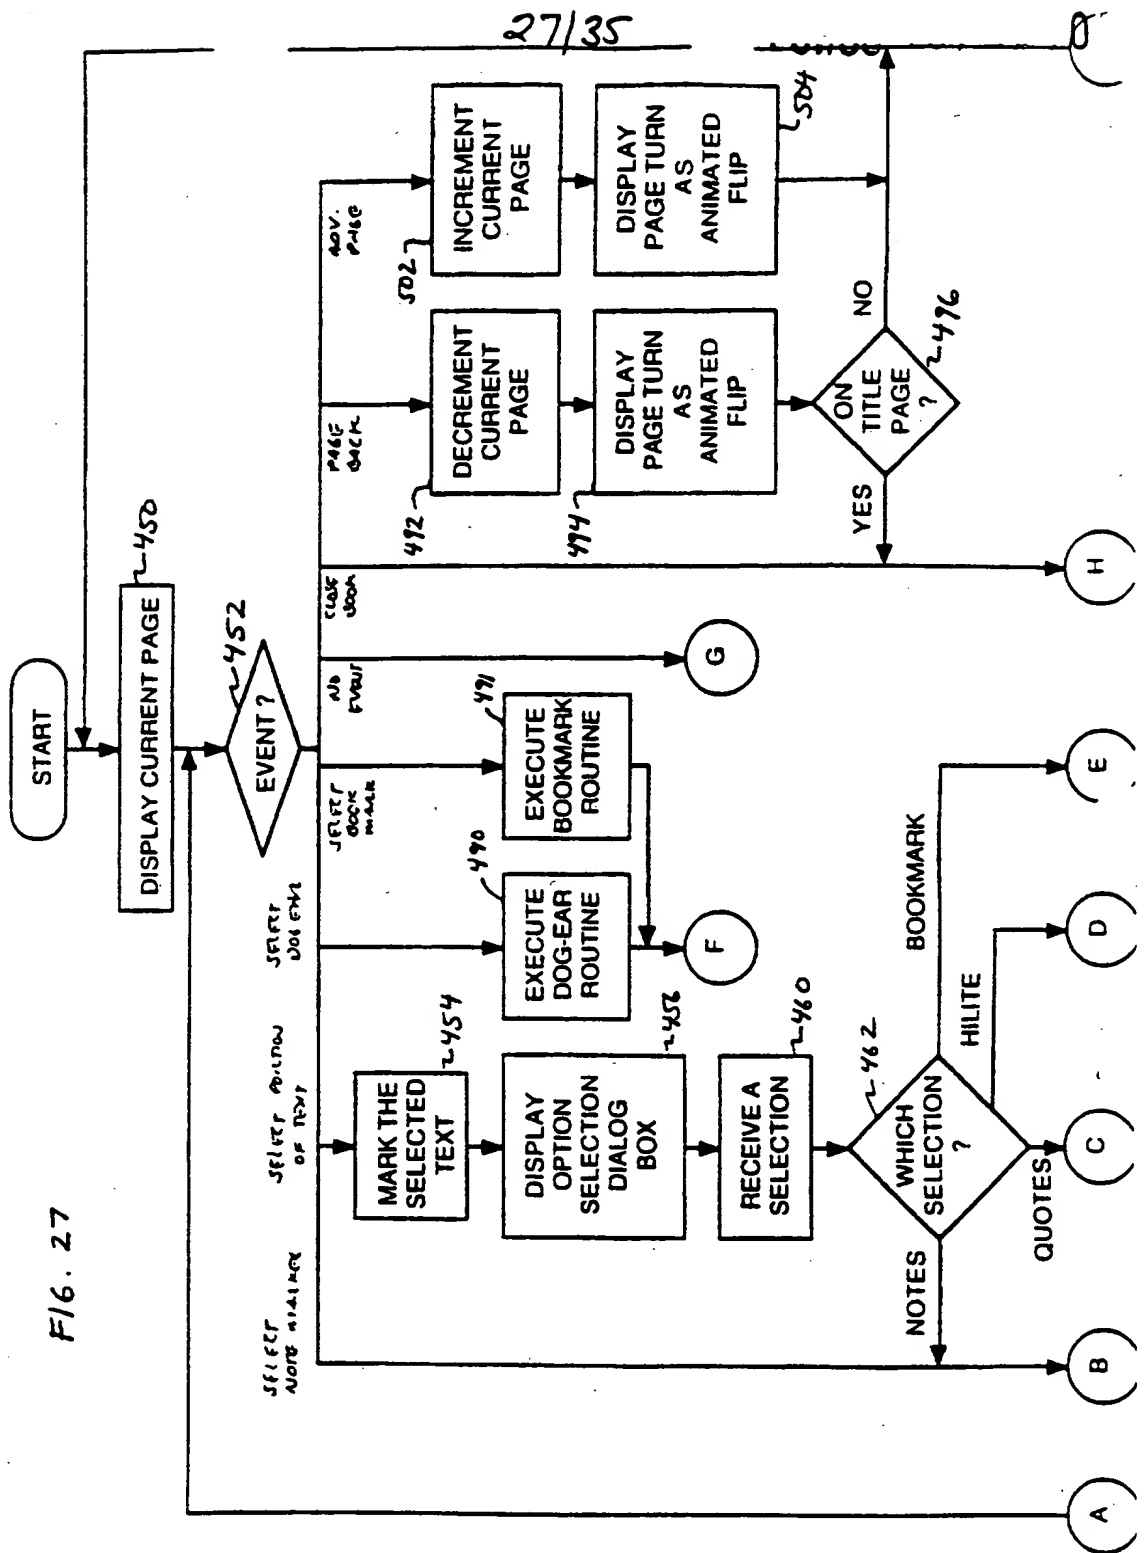 27/35
FIG. 27
START
DISPLAY CURRENT PAGE
450
EVENT ?
452
SELECT
NOTE MARKER
SELECT PORTION
OF TEXT
SELECT
DOG EAR
SELECT
BOOK
MARK
NO
EVENT
CLOSE
BOOK
PAGE
BACK
ADV.
PAGE
MARK THE
SELECTED
TEXT
454
DISPLAY
OPTION
SELECTION
DIALOG
BOX
456
RECEIVE A
SELECTION
460
WHICH
SELECTION
?
462
NOTES
QUOTES
HILITE
BOOKMARK
EXECUTE
DOG-EAR
ROUTINE
490
EXECUTE
BOOKMARK
ROUTINE
491
DECREMENT
CURRENT
PAGE
492
DISPLAY
PAGE TURN
AS
ANIMATED
FLIP
494
ON
TITLE
PAGE
?
496
YES
NO
INCREMENT
CURRENT
PAGE
502
DISPLAY
PAGE TURN
AS
ANIMATED
FLIP
504
A
B
C
D
E
F
G
H